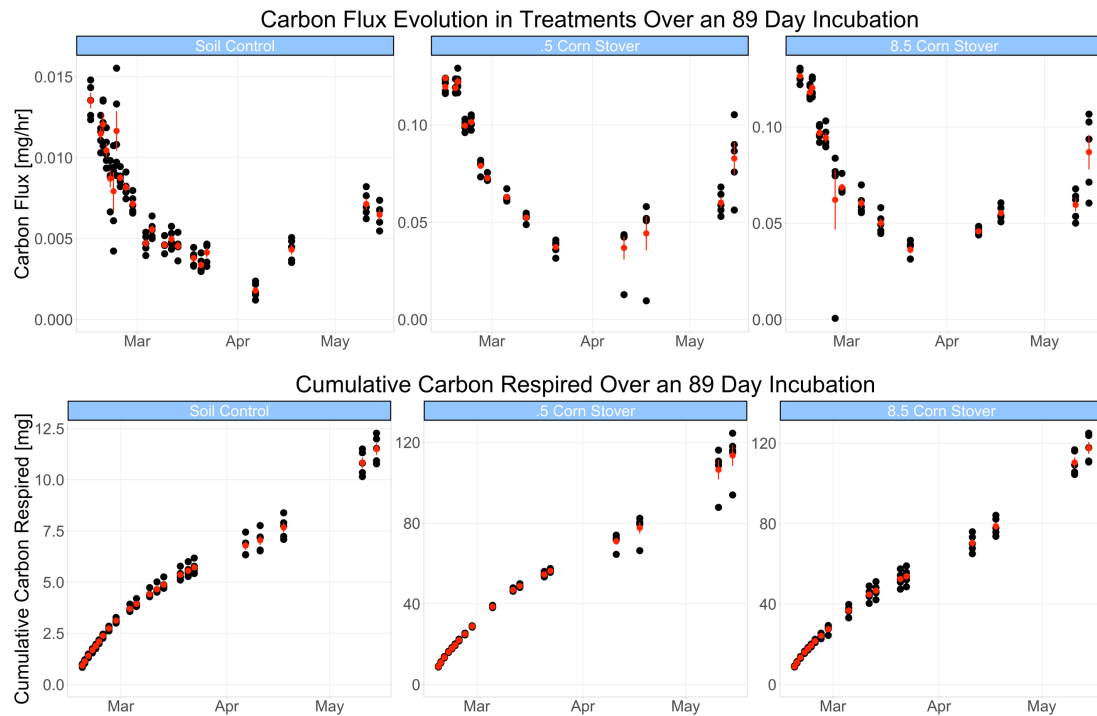 Carbon Flux Evolution in Treatments Over an 89 Day Incubation
Soil Control
.5 Corn Stover
8.5 Corn Stover
Carbon Flux [mg/hr]
0.015
0.010
0.005
0.000
0.10
0.05
0.00
0.10
0.05
0.00
Mar Apr May
Mar Apr May
Mar Apr May
Cumulative Carbon Respired Over an 89 Day Incubation
Soil Control
.5 Corn Stover
8.5 Corn Stover
Cumulative Carbon Respired [mg]
12.5
10.0
7.5
5.0
2.5
0.0
120
80
40
0
120
80
40
0
Mar Apr May
Mar Apr May
Mar Apr May